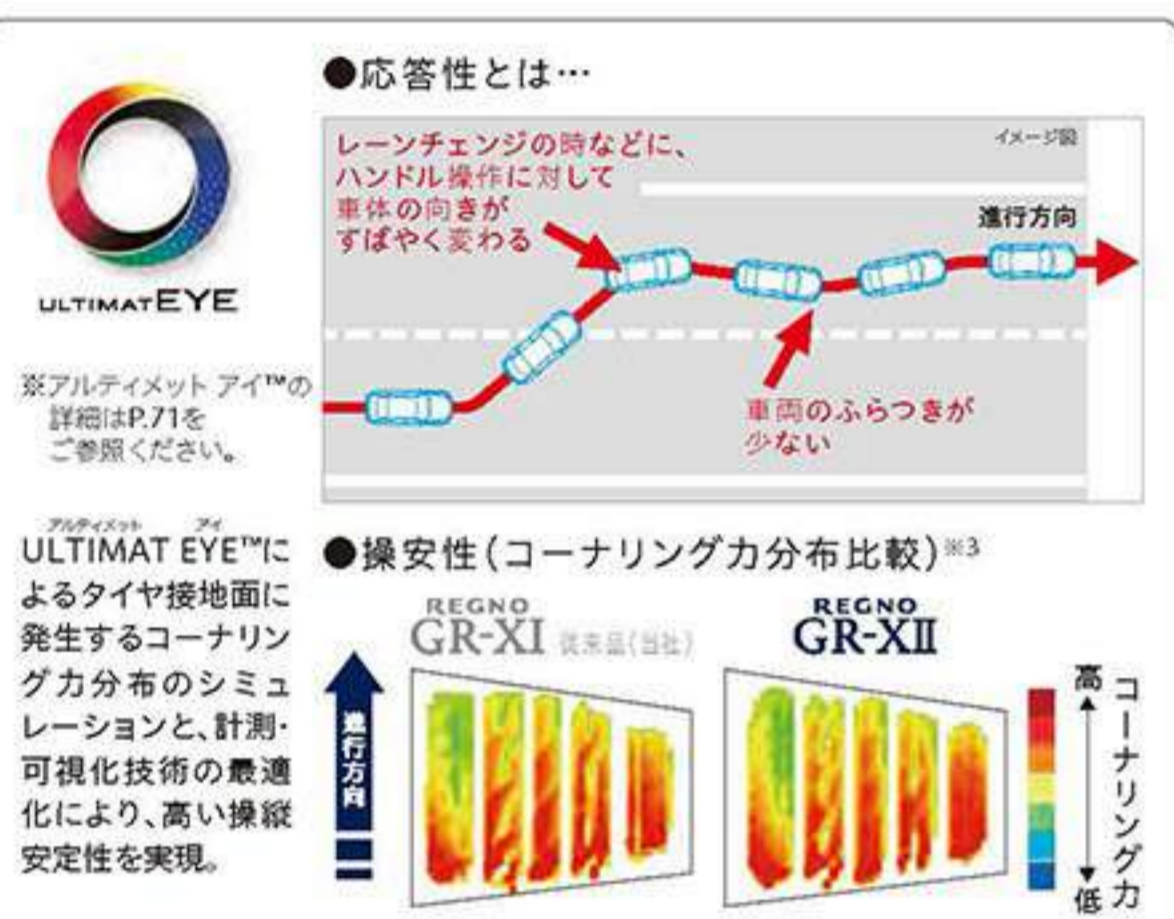 ULTIMATEYE
※アルティメット アイ™の
詳細はP.71を
ご参照ください。
アルティメット アイ
ULTIMAT EYE™に
よるタイヤ接地面に
発生するコーナリン
グ力分布のシミュ
レーションと、計測・
可視化技術の最適
化により、高い操縦
安定性を実現。
●応答性とは…
レーンチェンジの時などに、
ハンドル操作に対して
車体の向きが
すばやく変わる
イメージ図
進行方向
車両のふらつきが
少ない
●操安性(コーナリング力分布比較)※3
REGNO
GR-XI 従来品(当社)
REGNO
GR-XII
進行方向
高
低
コーナリング力